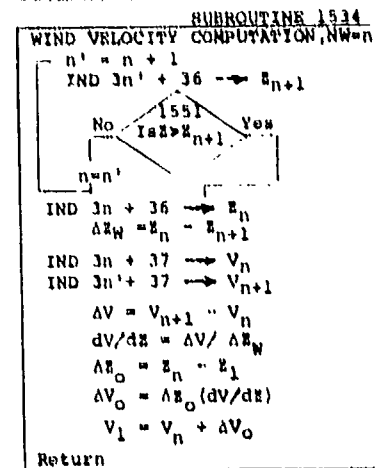 SUBROUTINE 1534
WIND VELOCITY COMPUTATION, NW=n
n' = n + 1
IND 3n' + 36 → Z_{n+1}
1551
No Is Z>Z_{n+1} Yes
n=n'
IND 3n + 36 → Z_n
ΔZ_W = Z_n - Z_{n+1}
IND 3n + 37 → V_n
IND 3n'+ 37 → V_{n+1}
ΔV = V_{n+1} - V_n
dV/dZ = ΔV/ ΔZ_W
ΔZ_o = Z_n - Z_1
ΔV_o = ΔZ_o (dV/dZ)
V_1 = V_n + ΔV_o
Return